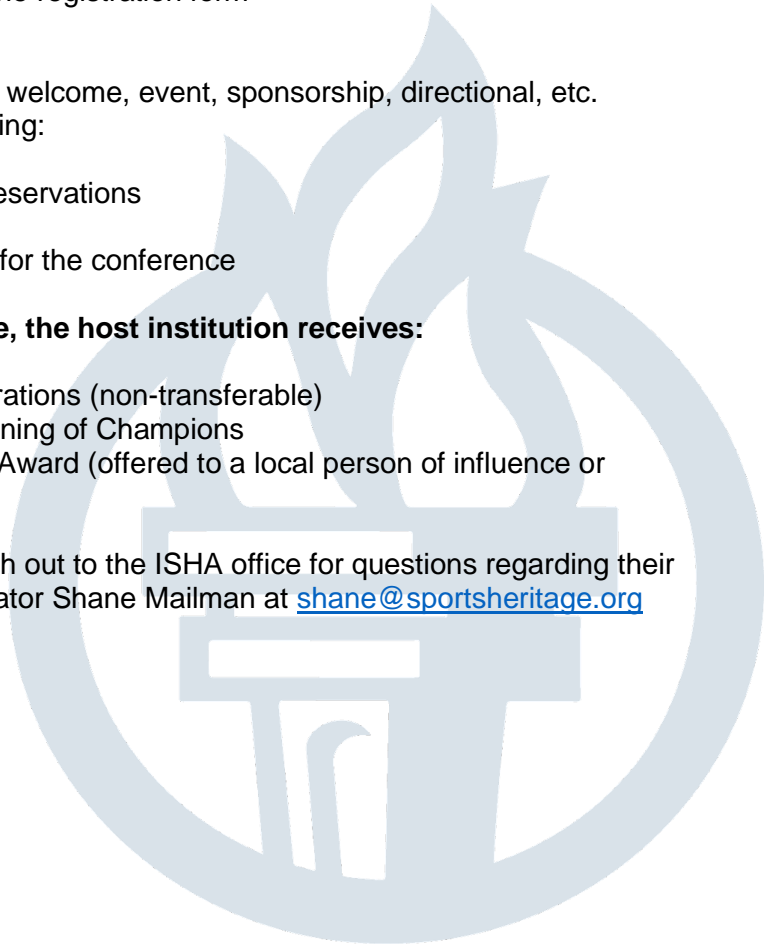 registration form
welcome, event, sponsorship, directional, etc.
ing:
eservations
for the conference
e, the host institution receives:
rations (non-transferable)
ning of Champions
Award (offered to a local person of influence or
h out to the ISHA office for questions regarding their
ator Shane Mailman at shane@sportsheritage.org